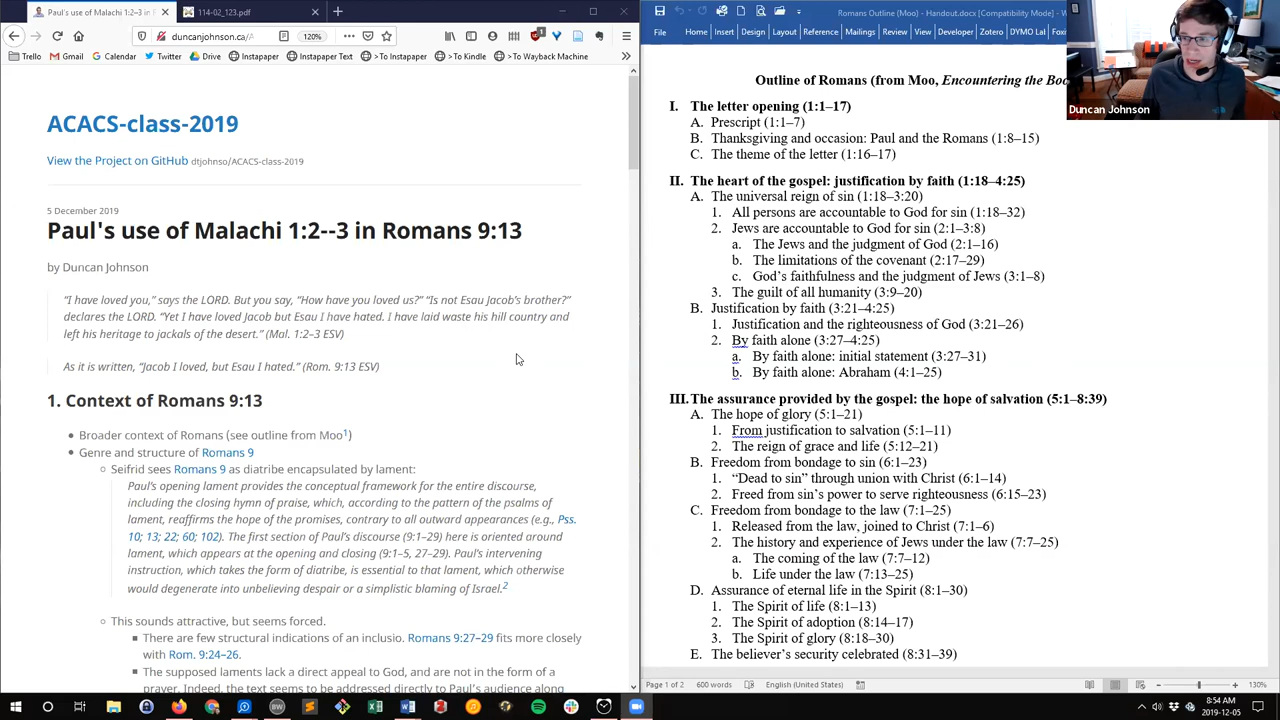 Paul's use of Malachi 1:2--3 in R
114-02_123.pdf
duncanjohnson.ca/A
120%
Trello
Gmail
Calendar
Twitter
Drive
Instapaper
Instapaper Text
>To Instapaper
>To Kindle
>To Wayback Machine
ACACS-class-2019
View the Project on GitHub dtjohnso/ACACS-class-2019
5 December 2019
Paul's use of Malachi 1:2--3 in Romans 9:13
by Duncan Johnson
“I have loved you,” says the LORD. But you say, “How have you loved us?” “Is not Esau Jacob's brother?”
declares the LORD. “Yet I have loved Jacob but Esau I have hated. I have laid waste his hill country and
left his heritage to jackals of the desert.” (Mal. 1:2–3 ESV)
As it is written, “Jacob I loved, but Esau I hated.” (Rom. 9:13 ESV)
1. Context of Romans 9:13
Broader context of Romans (see outline from Moo1)
Genre and structure of Romans 9
Seifrid sees Romans 9 as diatribe encapsulated by lament:
Paul's opening lament provides the conceptual framework for the entire discourse,
including the closing hymn of praise, which, according to the pattern of the psalms of
lament, reaffirms the hope of the promises, contrary to all outward appearances (e.g., Pss.
10; 13; 22; 60; 102). The first section of Paul's discourse (9:1–29) here is oriented around
lament, which appears at the opening and closing (9:1–5, 27–29). Paul's intervening
instruction, which takes the form of diatribe, is essential to that lament, which otherwise
would degenerate into unbelieving despair or a simplistic blaming of Israel.2
This sounds attractive, but seems forced.
There are few structural indications of an inclusio. Romans 9:27–29 fits more closely
with Rom. 9:24–26.
The supposed laments lack a direct appeal to God, and are not in the form of a
prayer. Indeed, the text seems to be addressed directly to Paul's audience along
Romans Outline (Moo) - Handout.docx [Compatibility Mode] - W
File
Home
Insert
Design
Layout
Reference
Mailings
Review
View
Developer
Zotero
DYMO Lab
Foxi
Duncan Johnson
Outline of Romans (from Moo, Encountering the Boo
I. The letter opening (1:1–17)
A. Prescript (1:1–7)
B. Thanksgiving and occasion: Paul and the Romans (1:8–15)
C. The theme of the letter (1:16–17)
II. The heart of the gospel: justification by faith (1:18–4:25)
A. The universal reign of sin (1:18–3:20)
1. All persons are accountable to God for sin (1:18–32)
2. Jews are accountable to God for sin (2:1–3:8)
a. The Jews and the judgment of God (2:1–16)
b. The limitations of the covenant (2:17–29)
c. God's faithfulness and the judgment of Jews (3:1–8)
3. The guilt of all humanity (3:9–20)
B. Justification by faith (3:21–4:25)
1. Justification and the righteousness of God (3:21–26)
2. By faith alone (3:27–4:25)
a. By faith alone: initial statement (3:27–31)
b. By faith alone: Abraham (4:1–25)
III. The assurance provided by the gospel: the hope of salvation (5:1–8:39)
A. The hope of glory (5:1–21)
1. From justification to salvation (5:1–11)
2. The reign of grace and life (5:12–21)
B. Freedom from bondage to sin (6:1–23)
1. “Dead to sin” through union with Christ (6:1–14)
2. Freed from sin's power to serve righteousness (6:15–23)
C. Freedom from bondage to the law (7:1–25)
1. Released from the law, joined to Christ (7:1–6)
2. The history and experience of Jews under the law (7:7–25)
a. The coming of the law (7:7–12)
b. Life under the law (7:13–25)
D. Assurance of eternal life in the Spirit (8:1–30)
1. The Spirit of life (8:1–13)
2. The Spirit of adoption (8:14–17)
3. The Spirit of glory (8:18–30)
E. The believer's security celebrated (8:31–39)
Page 1 of 2
600 words
English (United States)
130%
8:54 AM
2019-12-05